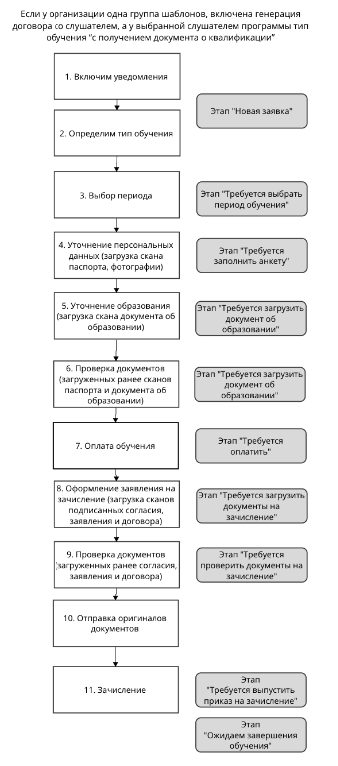 Если у организации одна группа шаблонов, включена генерация
договора со слушателем, а у выбранной слушателем программы тип
обучения "с получением документа о квалификации"
1. Включим уведомления
Этап "Новая заявка"
2. Определим тип обучения
3. Выбор периода
Этап "Требуется выбрать
период обучения"
4. Уточнение персональных
данных (загрузка скана
паспорта, фотографии)
Этап "Требуется
заполнить анкету"
5. Уточнение образования
(загрузка скана документа об
образовании)
Этап "Требуется загрузить
документ об
образовании"
6. Проверка документов
(загруженных ранее сканов
паспорта и документа об
образовании)
Этап "Требуется загрузить
документ об
образовании"
7. Оплата обучения
Этап "Требуется
оплатить"
8. Оформление заявления на
зачисление (загрузка сканов
подписанных согласия,
заявления и договора)
Этап "Требуется загрузить
документы на
зачисление"
9. Проверка документов
(загруженных ранее согласия,
заявления и договора)
Этап "Требуется
проверить документы на
зачисление"
10. Отправка оригиналов
документов
11. Зачисление
Этап
"Требуется выпустить
приказ на зачисление"
Этап
"Ожидаем завершения
обучения"